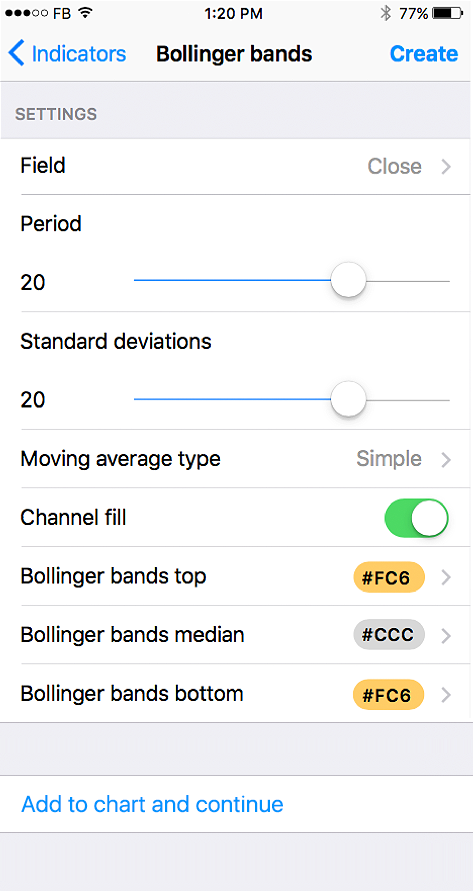 FB 1:20 PM 77%
Indicators Bollinger bands Create
SETTINGS
Field Close
Period
20
Standard deviations
20
Moving average type Simple
Channel fill
Bollinger bands top #FC6
Bollinger bands median #CCC
Bollinger bands bottom #FC6
Add to chart and continue